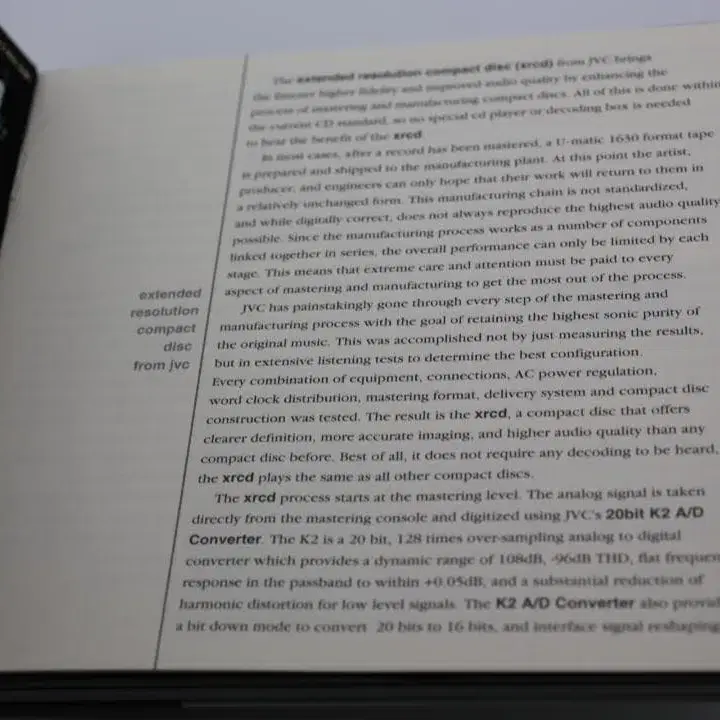 The extended resolution compact disc (xrcd) from JVC brings
the listener higher fidelity and improved audio quality by enhancing the
process of mastering and manufacturing compact discs. All of this is done within
the current CD standard, so no special cd player or decoding box is needed
to hear the benefit of the xrcd
In most cases, after a record has been mastered, a U-matic 1630 format tape
is prepared and shipped to the manufacturing plant. At this point the artist,
producer, and engineers can only hope that their work will return to them in
a relatively unchanged form. This manufacturing chain is not standardized,
and while digitally correct, does not always reproduce the highest audio quality
possible. Since the manufacturing process works as a number of components
linked together in series, the overall performance can only be limited by each
stage. This means that extreme care and attention must be paid to every
aspect of mastering and manufacturing to get the most out of the process.
extended
resolution
compact
disc
from jvc
JVC has painstakingly gone through every step of the mastering and
manufacturing process with the goal of retaining the highest sonic purity of
the original music. This was accomplished not by just measuring the results,
but in extensive listening tests to determine the best configuration.
Every combination of equipment, connections, AC power regulation,
word clock distribution, mastering format, delivery system and compact disc
construction was tested. The result is the xrcd, a compact disc that offers
clearer definition, more accurate imaging, and higher audio quality than any
compact disc before. Best of all, it does not require any decoding to be heard,
the xrcd plays the same as all other compact discs.
The xrcd process starts at the mastering level. The analog signal is taken
directly from the mastering console and digitized using JVC's 20bit K2 A/D
Converter. The K2 is a 20 bit, 128 times over-sampling analog to digital
converter which provides a dynamic range of 108dB, -96dB THD, flat frequen
response in the passband to within +0.05dB, and a substantial reduction of
harmonic distortion for low level signals. The K2 A/D Converter also provid
a bit down mode to convert 20 bits to 16 bits, and interface signal reshaping